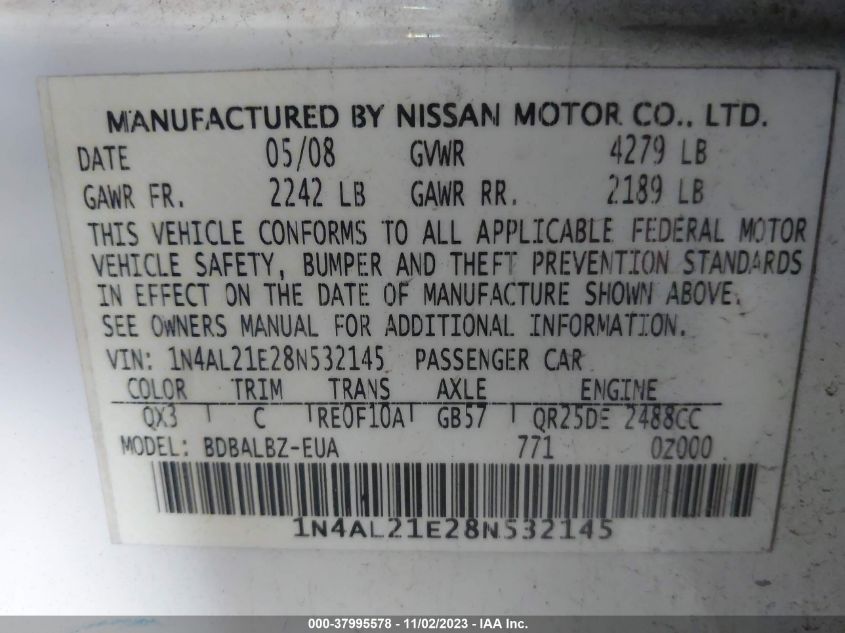 MANUFACTURED BY NISSAN MOTOR CO., LTD.
DATE 05/08 GVWR 4279 LB
GAWR FR. 2242 LB GAWR RR. 2189 LB
THIS VEHICLE CONFORMS TO ALL APPLICABLE FEDERAL MOTOR
VEHICLE SAFETY, BUMPER AND THEFT PREVENTION STANDARDS
IN EFFECT ON THE DATE OF MANUFACTURE SHOWN ABOVE.
SEE OWNERS MANUAL FOR ADDITIONAL INFORMATION.
VIN: 1N4AL21E28N532145 PASSENGER CAR
COLOR TRIM TRANS AXLE ENGINE
QX3 C RE0F10A GB57 QR25DE 2488CC
MODEL: BDBALBZ-EUA 771 0Z000
1N4AL21E28N532145
000-37995578 - 11/02/2023 - IAA Inc.